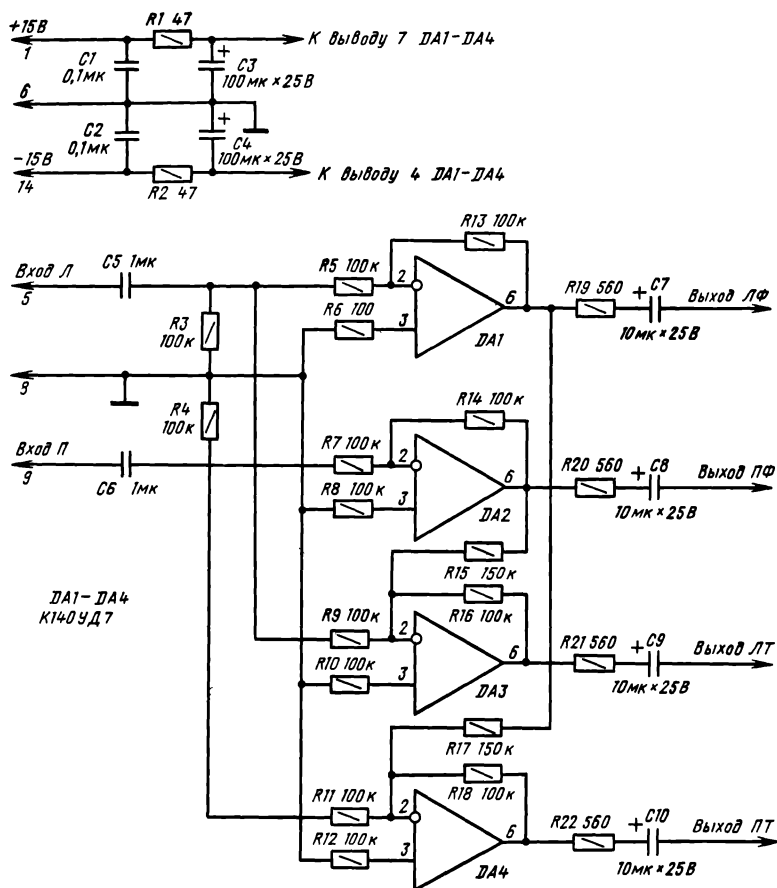 +15В
1
R1 47
К выводу 7 DA1-DA4
C1
0,1мк
+
C3
100мк×25В
6
C2
0,1мк
+
C4
100мк×25В
-15В
14
R2 47
К выводу 4 DA1-DA4
R13 100к
Вход Л
5
C5 1мк
R5 100к
2
6
R19 560
+
C7
Выход ЛФ
R6 100
3
DA1
10мк×25В
R3
100к
8
R4
100к
R14 100к
Вход П
9
C6 1мк
R7 100к
2
6
R20 560
+
C8
Выход ПФ
R8 100к
3
DA2
10мк×25В
R15 150к
DA1-DA4
К140УД7
R16 100к
R9 100к
2
6
R21 560
+
C9
Выход ЛТ
R10 100к
3
DA3
10мк×25В
R17 150к
R18 100к
R11 100к
2
6
R22 560
+
C10
Выход ПТ
R12 100к
3
DA4
10мк×25В